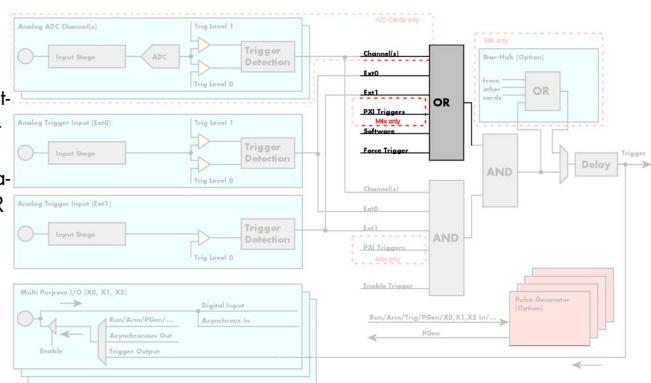 A/D Cards only
Analog ADC Channel(s)
Trig Level 1
Input Stage
ADC
Trigger
Detection
Trig Level 0
Channel(s)
Ext0
Ext1
PXI Triggers
M4x only
Software
Force Trigger
OR
M4i only
Star-Hub (Option)
from
other
cards
OR
t-
Analog Trigger Input (Ext0)
Trig Level 1
Input Stage
Trigger
Detection
Trig Level 0
a-
R
AND
Delay
Trigger
Analog Trigger Input (Ext1)
Input Stage
Trigger
Detection
Trig Level 0
Channel(s)
Ext0
Ext1
PXI Triggers
M4x only
Enable Trigger
AND
Multi Purpose I/O (X0, X1, X2)
Digital Input
Run/Arm/PGen/...
Asynchronous In
Asynchronous Out
Enable
Trigger Output
Run/Arm/Trig/PGen/X0,X1,X2 In/...
PGen
Pulse Generator
(Option)